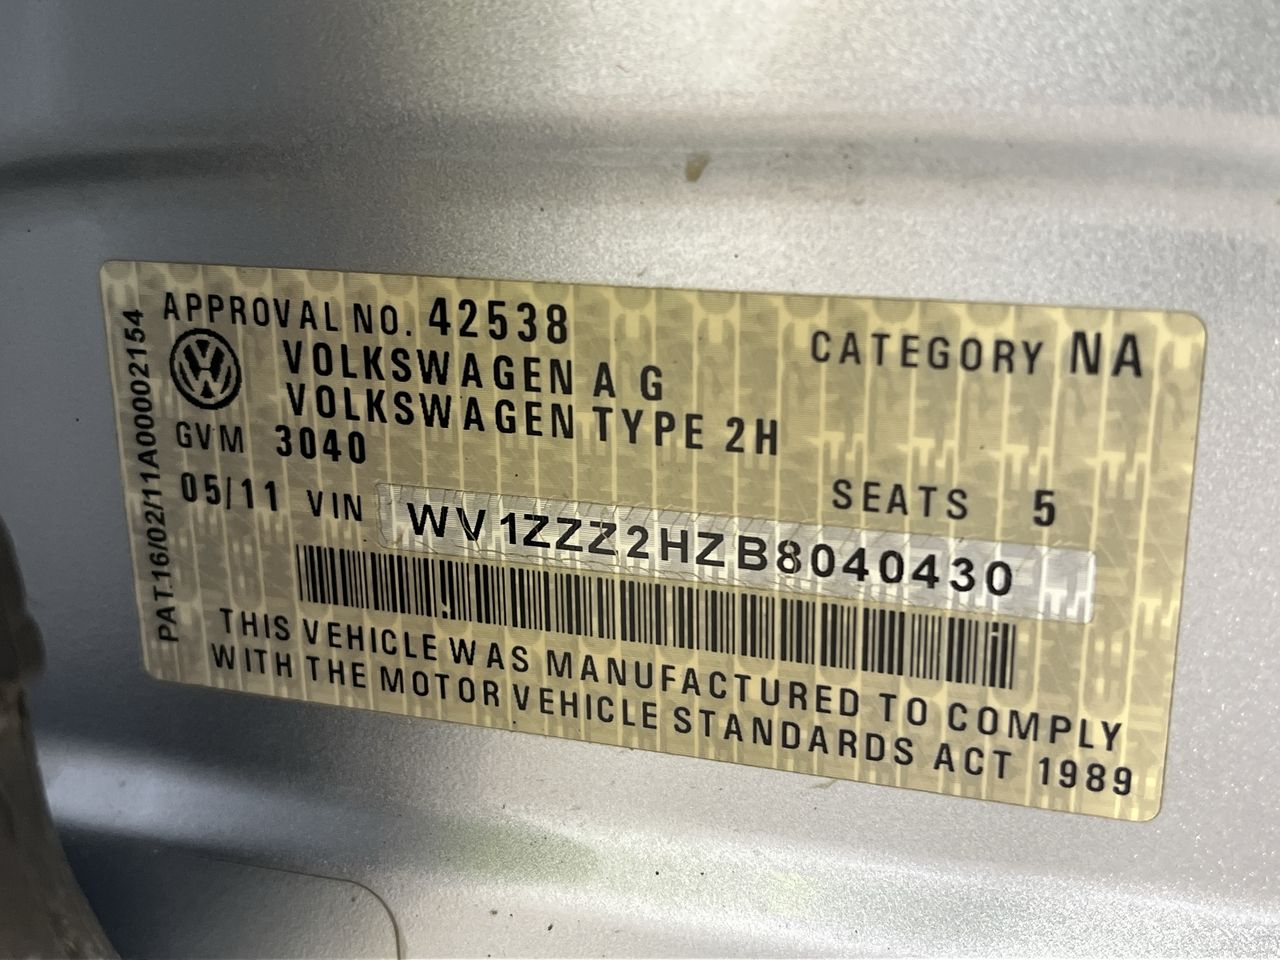 APPROVAL NO. 42538
CATEGORY NA
VOLKSWAGEN A G
VOLKSWAGEN TYPE 2H
GVM 3040
SEATS 5
05/11 VIN WV1ZZZ2HZB8040430
THIS VEHICLE WAS MANUFACTURED TO COMPLY
WITH THE MOTOR VEHICLE STANDARDS ACT 1989
PAT.16/02/11A00002154